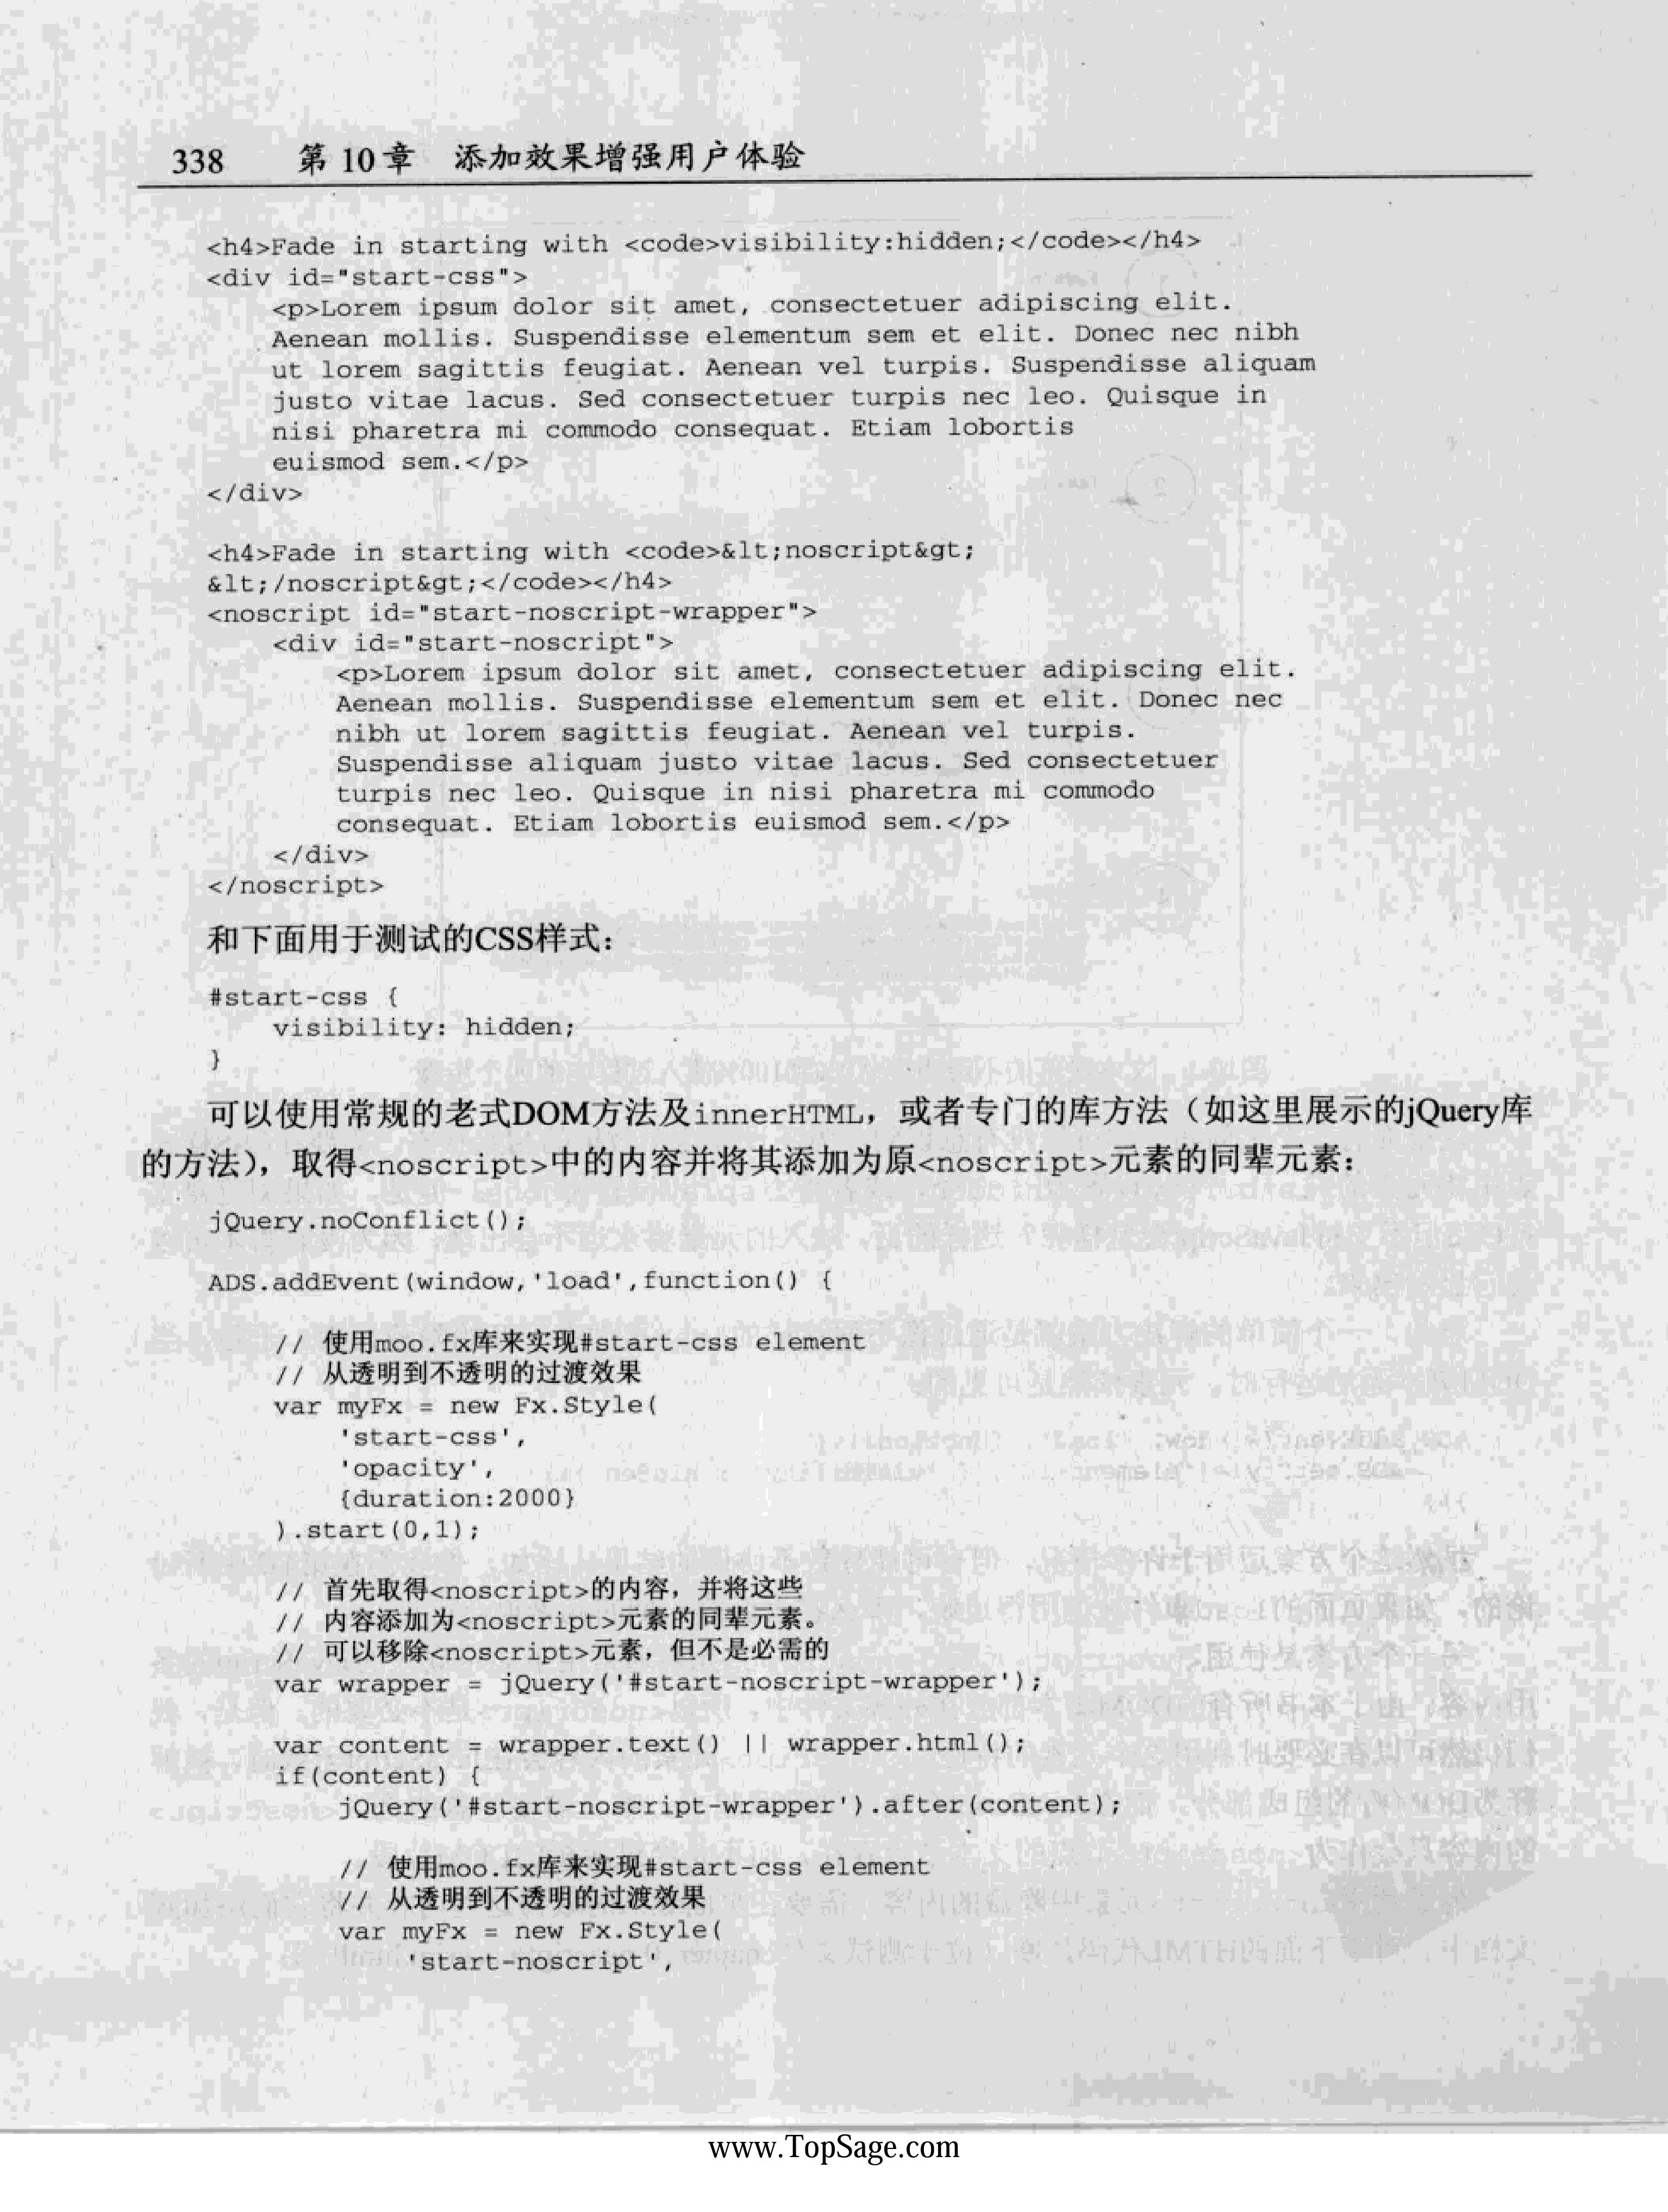 338 第 10 章 添加效果增强用户体验
<h4>Fade in starting with <code>visibility:hidden;</code></h4>
<div id="start-css">
    <p>Lorem ipsum dolor sit amet, consectetuer adipiscing elit.
    Aenean mollis. Suspendisse elementum sem et elit. Donec nec nibh
    ut lorem sagittis feugiat. Aenean vel turpis. Suspendisse aliquam
    justo vitae lacus. Sed consectetuer turpis nec leo. Quisque in
    nisi pharetra mi commodo consequat. Etiam lobortis
    euismod sem.</p>
</div>
<h4>Fade in starting with <code>&lt;noscript&gt;
&lt;/noscript&gt;</code></h4>
<noscript id="start-noscript-wrapper">
    <div id="start-noscript">
        <p>Lorem ipsum dolor sit amet, consectetuer adipiscing elit.
        Aenean mollis. Suspendisse elementum sem et elit. Donec nec
        nibh ut lorem sagittis feugiat. Aenean vel turpis.
        Suspendisse aliquam justo vitae lacus. Sed consectetuer
        turpis nec leo. Quisque in nisi pharetra mi commodo
        consequat. Etiam lobortis euismod sem.</p>
    </div>
</noscript>
和下面用于测试的CSS样式：
#start-css {
    visibility: hidden;
}
可以使用常规的老式DOM方法及innerHTML，或者专门的库方法（如这里展示的jQuery库
的方法），取得<noscript>中的内容并将其添加为原<noscript>元素的同辈元素：
jQuery.noConflict();
ADS.addEvent(window,'load',function() {
    // 使用moo.fx库来实现#start-css element
    // 从透明到不透明的过渡效果
    var myFx = new Fx.Style(
        'start-css',
        'opacity',
        {duration:2000}
    ).start(0,1);
    // 首先取得<noscript>的内容，并将这些
    // 内容添加为<noscript>元素的同辈元素。
    // 可以移除<noscript>元素，但不是必需的
    var wrapper = jQuery('#start-noscript-wrapper');
    var content = wrapper.text() || wrapper.html();
    if(content) {
        jQuery('#start-noscript-wrapper').after(content);
        // 使用moo.fx库来实现#start-css element
        // 从透明到不透明的过渡效果
        var myFx = new Fx.Style(
            'start-noscript',
www.TopSage.com